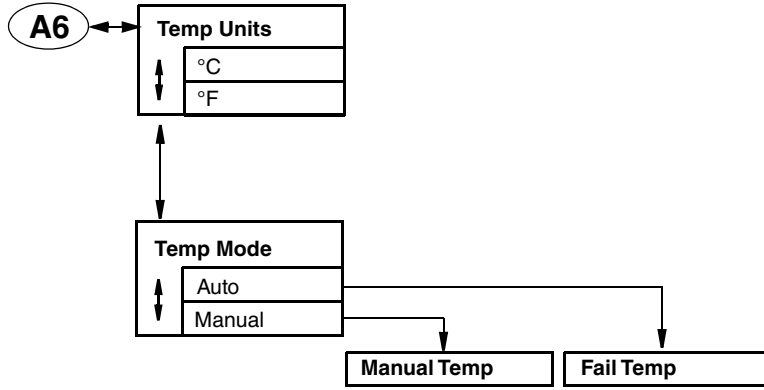 A6
Temp Units
°C
°F
Temp Mode
Auto
Manual
Manual Temp
Fail Temp